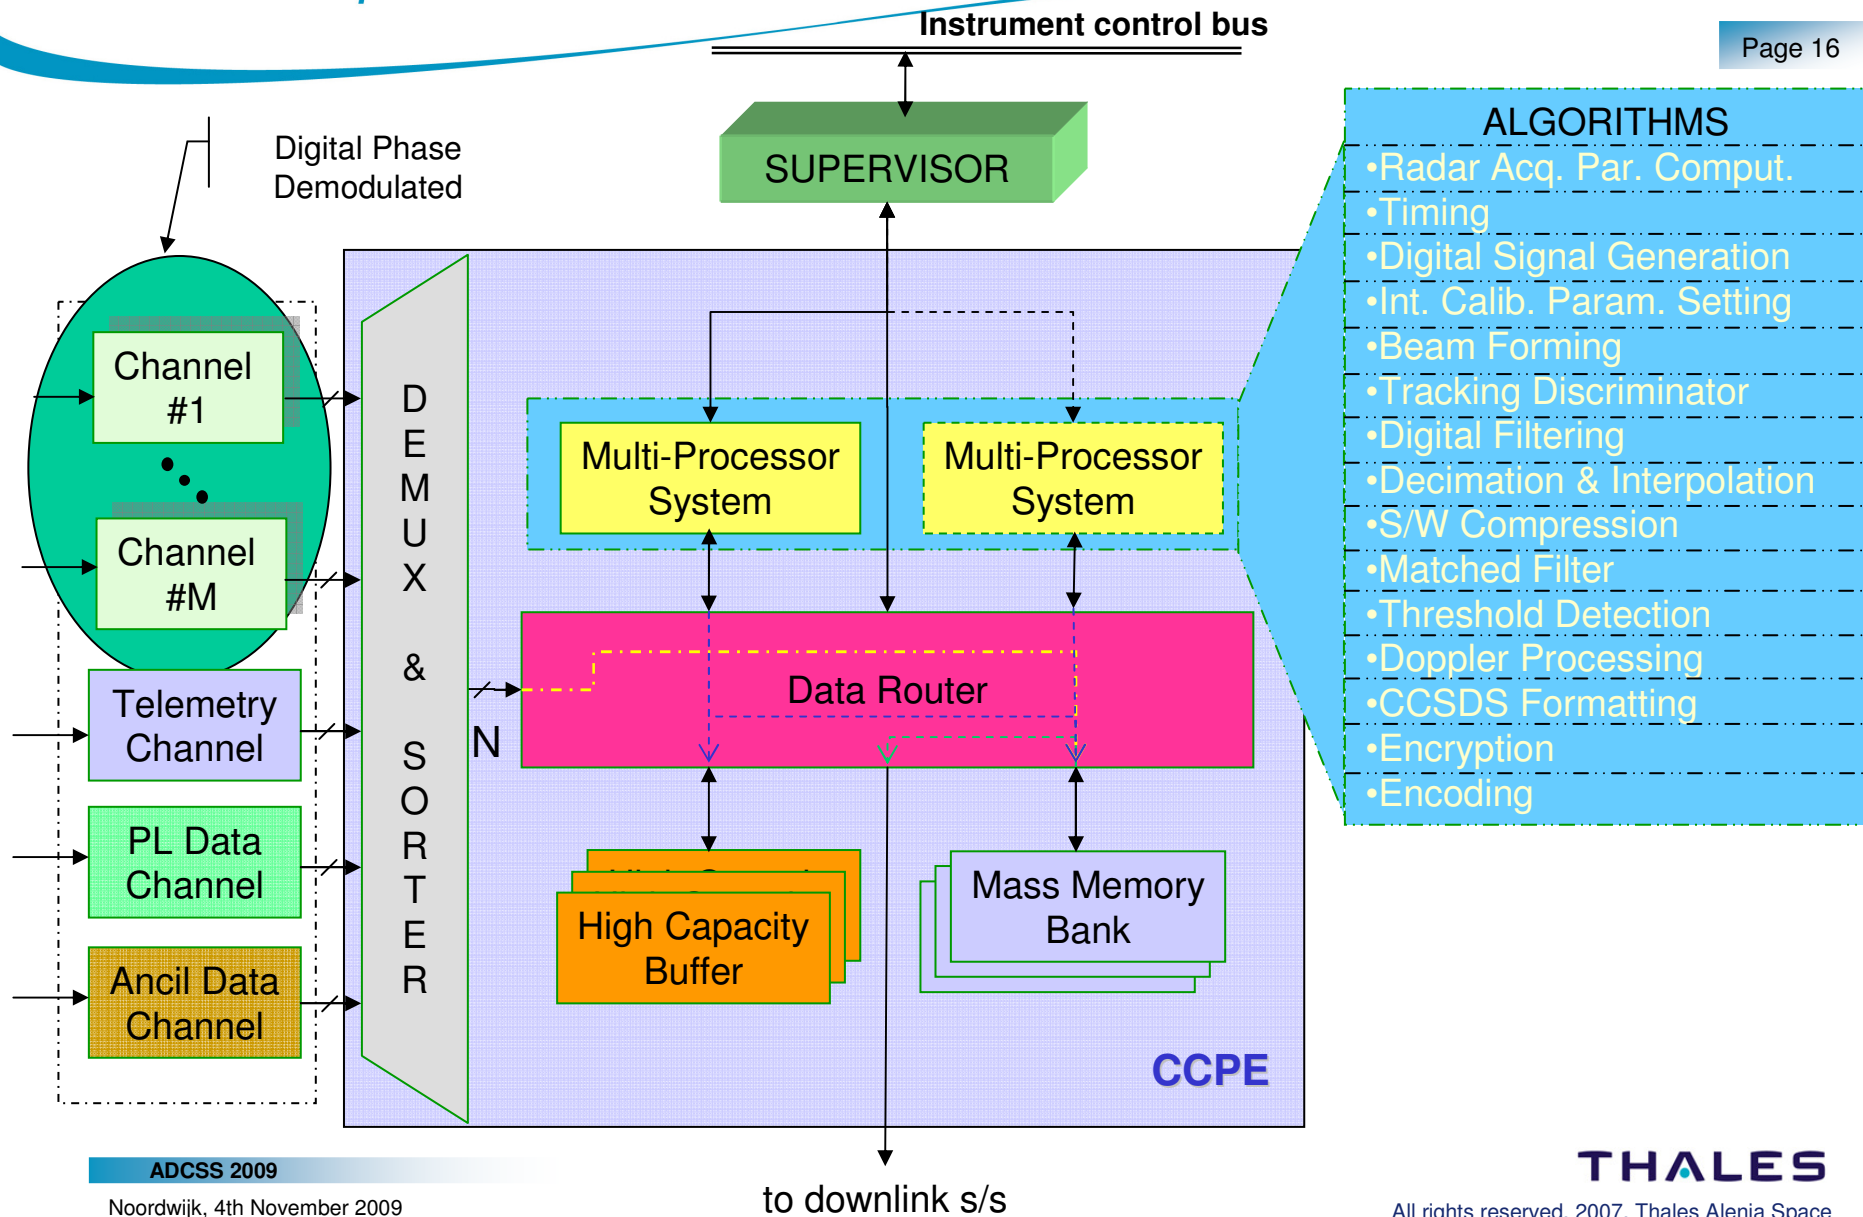 Instrument control bus
Page 16
Digital Phase
Demodulated
SUPERVISOR
ALGORITHMS
•Radar Acq. Par. Comput.
•Timing
•Digital Signal Generation
•Int. Calib. Param. Setting
•Beam Forming
•Tracking Discriminator
•Digital Filtering
•Decimation & Interpolation
•S/W Compression
•Matched Filter
•Threshold Detection
•Doppler Processing
•CCSDS Formatting
•Encryption
•Encoding
Channel
#1
Channel
#M
Telemetry
Channel
PL Data
Channel
Ancil Data
Channel
DEMUX
&
SORTER
N
Multi-Processor
System
Multi-Processor
System
Data Router
High Capacity
Buffer
Mass Memory
Bank
CCPE
to downlink s/s
ADCSS 2009
Noordwijk, 4th November 2009
THALES
All rights reserved, 2007, Thales Alenia Space